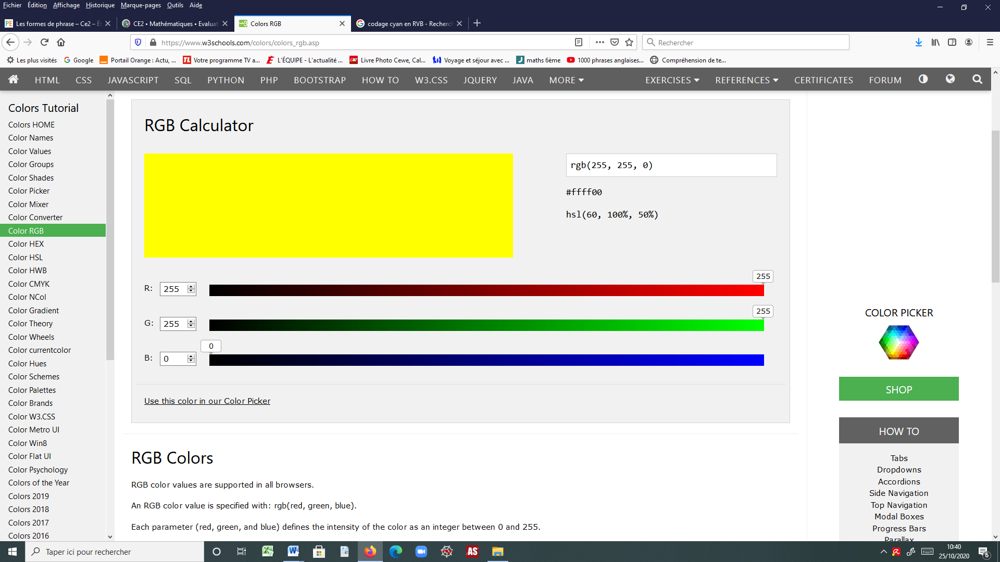 Fichier Édition Affichage Historique Marque-pages Outils Aide
Les formes de phrase – Ce2 – É
CE2 • Mathématiques • Evaluat
Colors RGB
codage cyan en RVB - Recherc
https://www.w3schools.com/colors/colors_rgb.asp
Rechercher
Les plus visités
Google
Portail Orange : Actu, ...
Votre programme TV a...
L'ÉQUIPE - L'actualité ...
Livre Photo Cewe, Cal...
Voyage et séjour avec ...
maths 6ème
1000 phrases anglaises...
Compréhension de te...
HTML CSS JAVASCRIPT SQL PYTHON PHP BOOTSTRAP HOW TO W3.CSS JQUERY JAVA MORE EXERCISES REFERENCES CERTIFICATES FORUM
Colors Tutorial
Colors HOME
Color Names
Color Values
Color Groups
Color Shades
Color Picker
Color Mixer
Color Converter
Color RGB
Color HEX
Color HSL
Color HWB
Color CMYK
Color NCol
Color Gradient
Color Theory
Color Wheels
Color currentcolor
Color Hues
Color Schemes
Color Palettes
Color Brands
Color W3.CSS
Color Metro UI
Color Win8
Color Flat UI
Color Psychology
Colors of the Year
Colors 2019
Colors 2018
Colors 2017
Colors 2016
RGB Calculator
rgb(255, 255, 0)
#ffff00
hsl(60, 100%, 50%)
255
R: 255
255
G: 255
0
B: 0
Use this color in our Color Picker
RGB Colors
RGB color values are supported in all browsers.
An RGB color value is specified with: rgb(red, green, blue).
Each parameter (red, green, and blue) defines the intensity of the color as an integer between 0 and 255.
COLOR PICKER
SHOP
HOW TO
Tabs
Dropdowns
Accordions
Side Navigation
Top Navigation
Modal Boxes
Progress Bars
Parallax
Taper ici pour rechercher
AS
10:40
25/10/2020
6